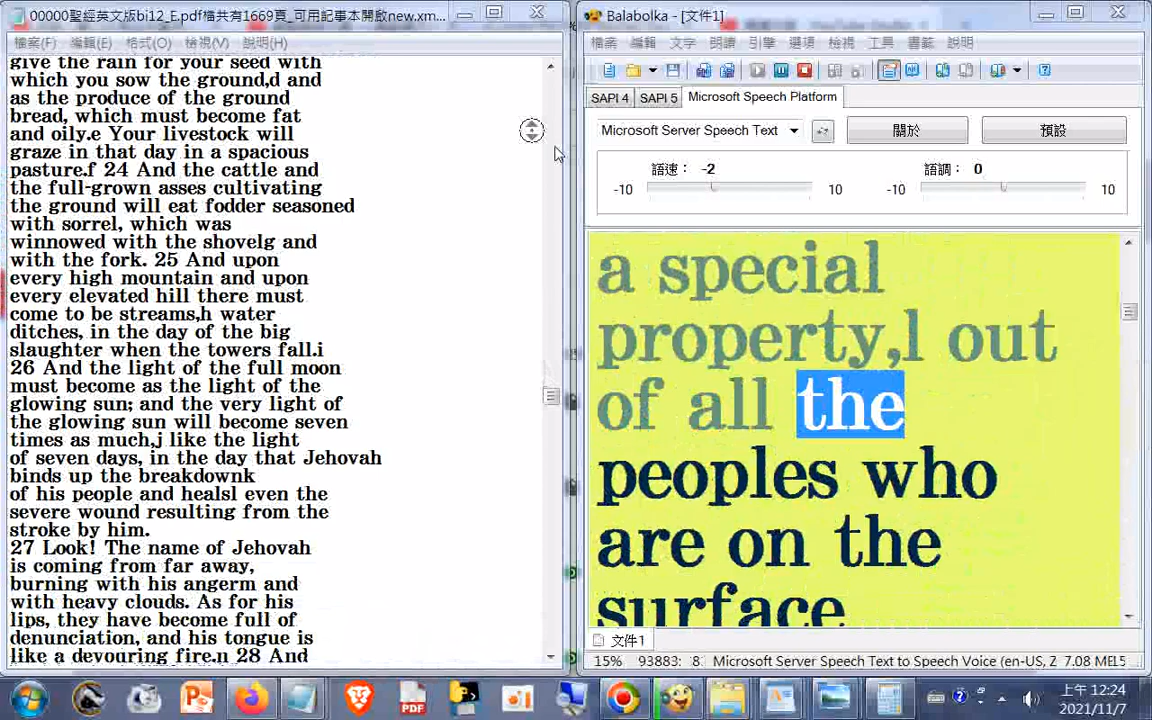 00000聖經英文版bi12_E.pdf檔共有1669頁_可用記事本開啟new.xm...
檔案(F) 編輯(E) 格式(O) 檢視(V) 說明(H)
give the rain for your seed with
which you sow the ground,d and
as the produce of the ground
bread, which must become fat
and oily.e Your livestock will
graze in that day in a spacious
pasture.f 24 And the cattle and
the full-grown asses cultivating
the ground will eat fodder seasoned
with sorrel, which was
winnowed with the shovelg and
with the fork. 25 And upon
every high mountain and upon
every elevated hill there must
come to be streams,h water
ditches, in the day of the big
slaughter when the towers fall.i
26 And the light of the full moon
must become as the light of the
glowing sun; and the very light of
the glowing sun will become seven
times as much,j like the light
of seven days, in the day that Jehovah
binds up the breakdownk
of his people and healsl even the
severe wound resulting from the
stroke by him.
27 Look! The name of Jehovah
is coming from far away,
burning with his angerm and
with heavy clouds. As for his
lips, they have become full of
denunciation, and his tongue is
like a devouring fire.n 28 And
Balabolka - [文件1]
檔案 編輯 文字 朗讀 引擎 選項 檢視 工具 書籤 說明
SAPI 4 SAPI 5 Microsoft Speech Platform
Microsoft Server Speech Text 關於 預設
語速： -2 語調： 0
-10 10 -10 10
a special
property,l out
of all the
peoples who
are on the
surface
文件1
15% 93883: 8 Microsoft Server Speech Text to Speech Voice (en-US, Z 7.08 MB
上午 12:24
2021/11/7